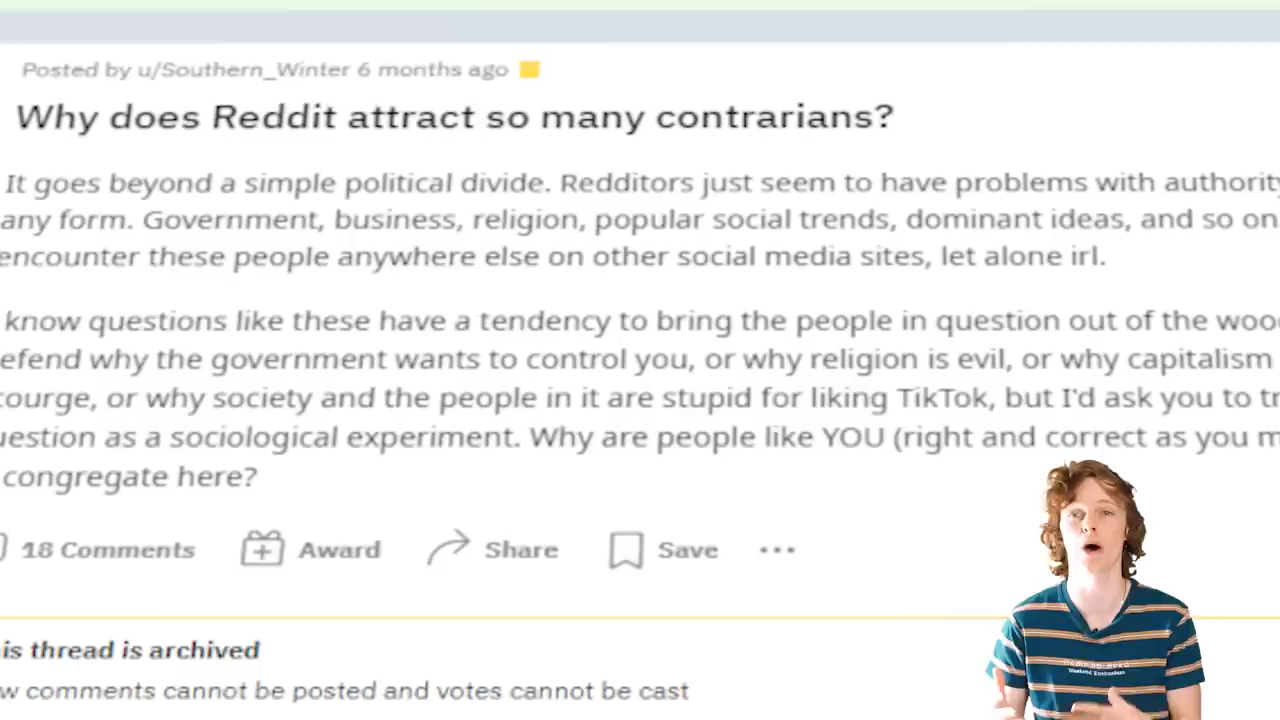 Posted by u/Southern_Winter 6 months ago
Why does Reddit attract so many contrarians?
It goes beyond a simple political divide. Redditors just seem to have problems with authority
any form. Government, business, religion, popular social trends, dominant ideas, and so on.
encounter these people anywhere else on other social media sites, let alone irl.
know questions like these have a tendency to bring the people in question out of the woo
efend why the government wants to control you, or why religion is evil, or why capitalism
courge, or why society and the people in it are stupid for liking TikTok, but I'd ask you to tr
uestion as a sociological experiment. Why are people like YOU (right and correct as you m
congregate here?
18 Comments Award Share Save
is thread is archived
w comments cannot be posted and votes cannot be cast